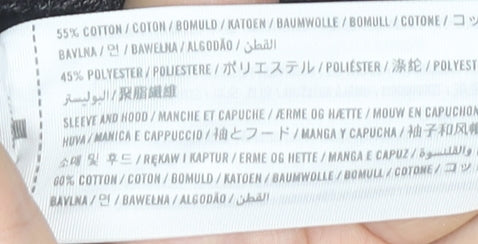 55% COTTON / COTON / BOMULD / KATOEN / BAUMWOLLE / BOMULL / COTONE / コッ
BAVLNA / 면 / BAWEŁNA / ALGODÃO / القطن
45% POLYESTER / POLIESTERE / ポリエステル / POLIÉSTER / 涤纶 / POLYEST
البوليستر / 聚脂纖維
SLEEVE AND HOOD / MANCHE ET CAPUCHE / ÆRME OG HÆTTE / MOUW EN CAPUCHON
HUVA / MANICA E CAPPUCCIO / 袖とフード / MANGA Y CAPUCHA / 袖子和风帽
소매 및 후드 / RĘKAW I KAPTUR / ERME OG HETTE / MANGA E CAPUZ / والقلنسوة
60% COTTON / COTON / BOMULD / KATOEN / BAUMWOLLE / BOMULL / COTONE / コッ
BAVLNA / 면 / BAWEŁNA / ALGODÃO / القطن